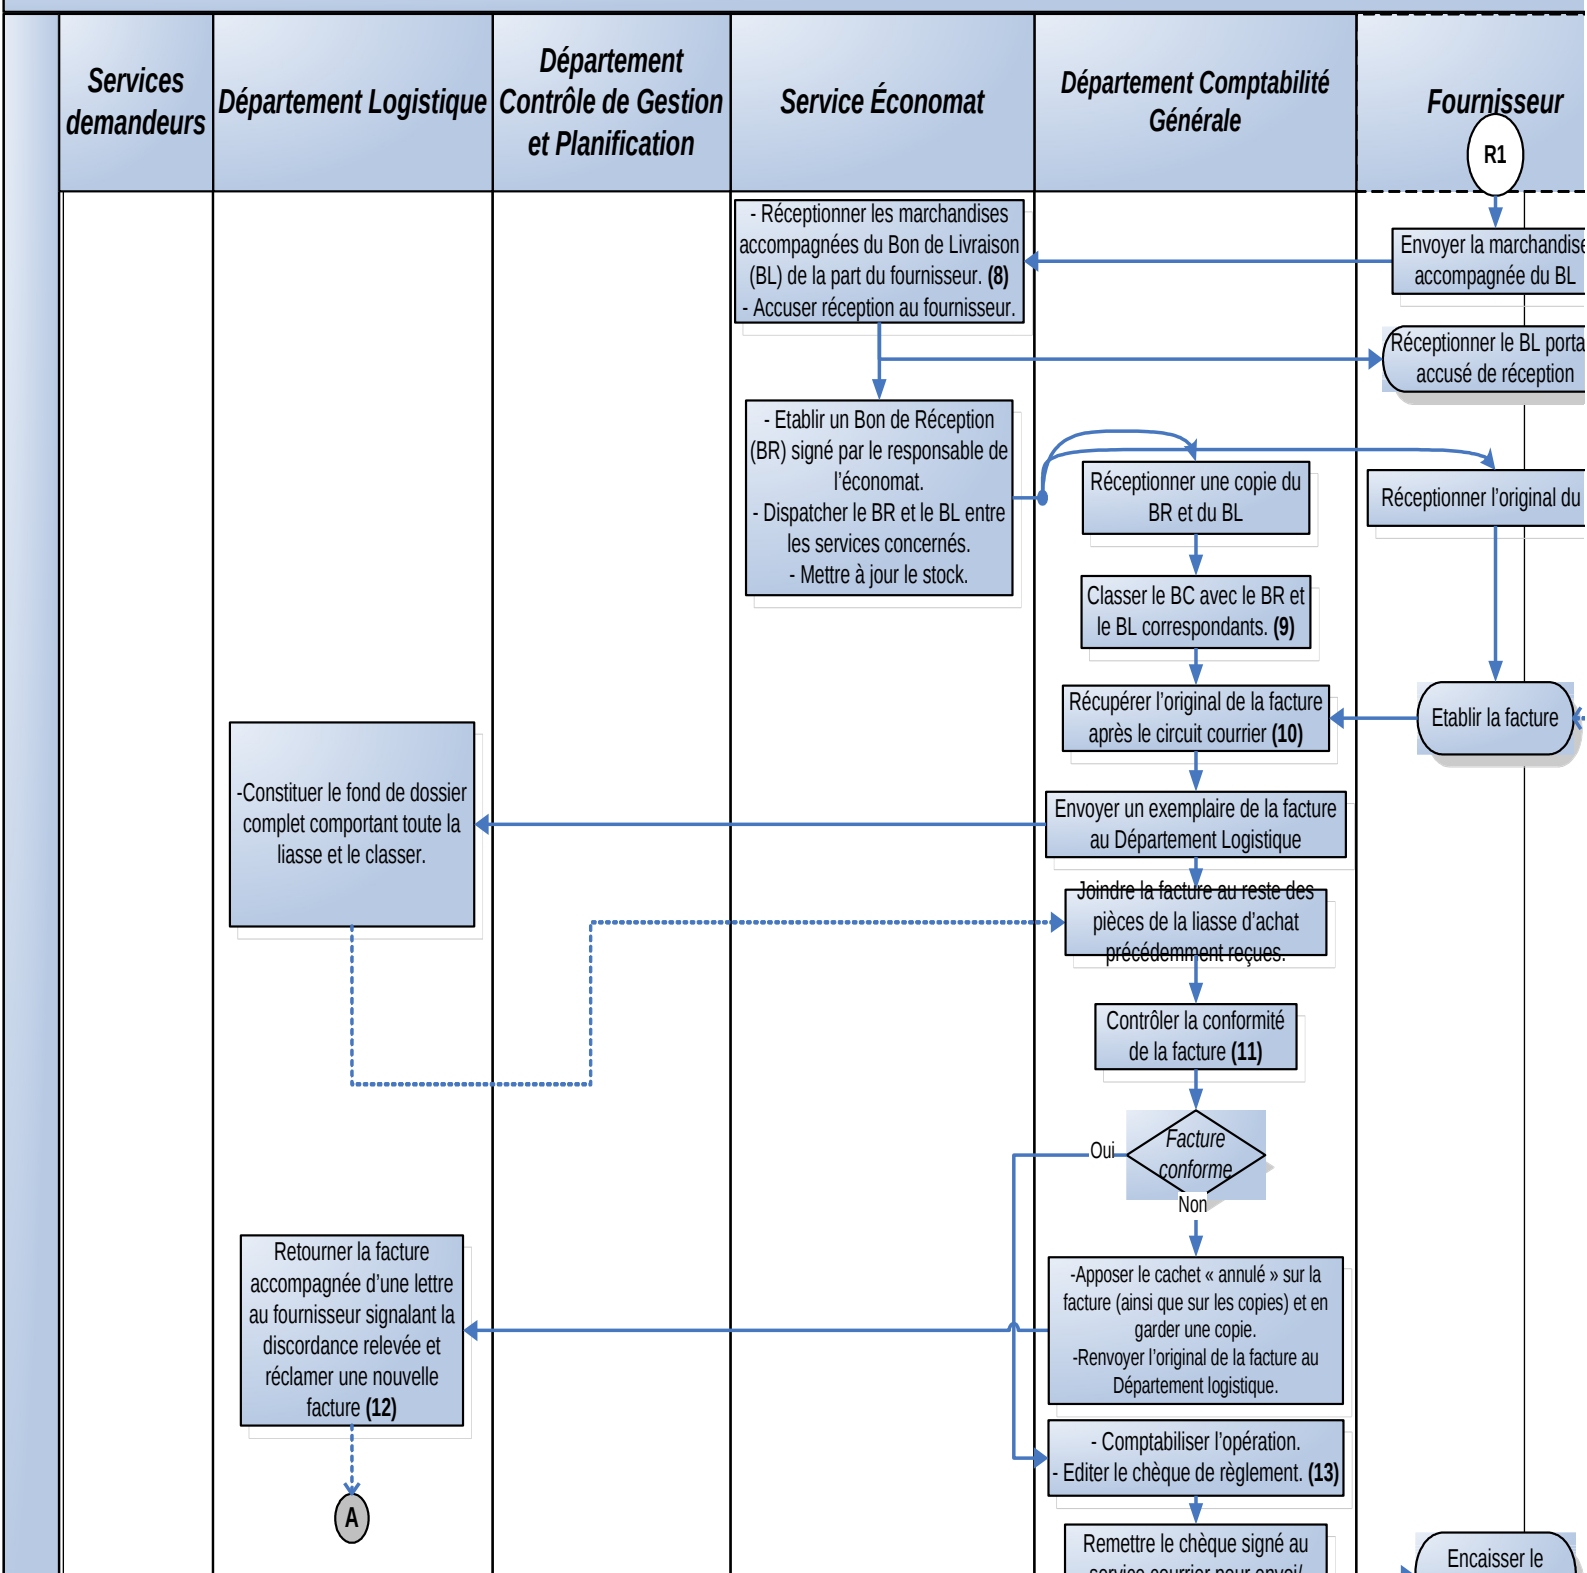 Services
demandeurs
Département Logistique
Département
Contrôle de Gestion
et Planification
Service Économat
Département Comptabilité
Générale
Fournisseur
R1
- Réceptionner les marchandises
accompagnées du Bon de Livraison
(BL) de la part du fournisseur. (8)
- Accuser réception au fournisseur.
Envoyer la marchandise
accompagnée du BL
Réceptionner le BL porta
accusé de réception
- Etablir un Bon de Réception
(BR) signé par le responsable de
l’économat.
- Dispatcher le BR et le BL entre
les services concernés.
- Mettre à jour le stock.
Réceptionner une copie du
BR et du BL
Réceptionner l’original du
Classer le BC avec le BR et
le BL correspondants. (9)
Récupérer l’original de la facture
après le circuit courrier (10)
Etablir la facture
-Constituer le fond de dossier
complet comportant toute la
liasse et le classer.
Envoyer un exemplaire de la facture
au Département Logistique
Joindre la facture au reste des
pièces de la liasse d’achat
précédemment reçues.
Contrôler la conformité
de la facture (11)
Facture
conforme
Oui
Non
Retourner la facture
accompagnée d’une lettre
au fournisseur signalant la
discordance relevée et
réclamer une nouvelle
facture (12)
-Apposer le cachet « annulé » sur la
facture (ainsi que sur les copies) et en
garder une copie.
-Renvoyer l’original de la facture au
Département logistique.
- Comptabiliser l’opération.
- Editer le chèque de règlement. (13)
A
Remettre le chèque signé au
service courrier pour envoi/
Encaisser le